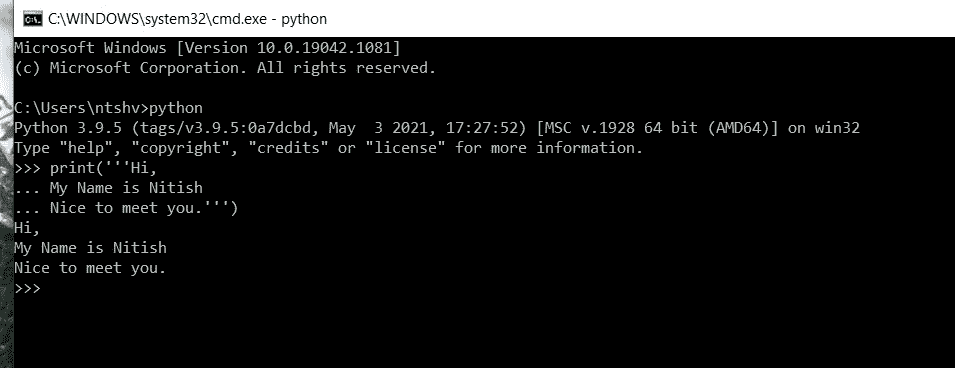 C:\WINDOWS\system32\cmd.exe - python
Microsoft Windows [Version 10.0.19042.1081]
(c) Microsoft Corporation. All rights reserved.
C:\Users\ntshv>python
Python 3.9.5 (tags/v3.9.5:0a7dcbd, May  3 2021, 17:27:52) [MSC v.1928 64 bit (AMD64)] on win32
Type "help", "copyright", "credits" or "license" for more information.
>>> print('''Hi,
... My Name is Nitish
... Nice to meet you.''')
Hi,
My Name is Nitish
Nice to meet you.
>>>